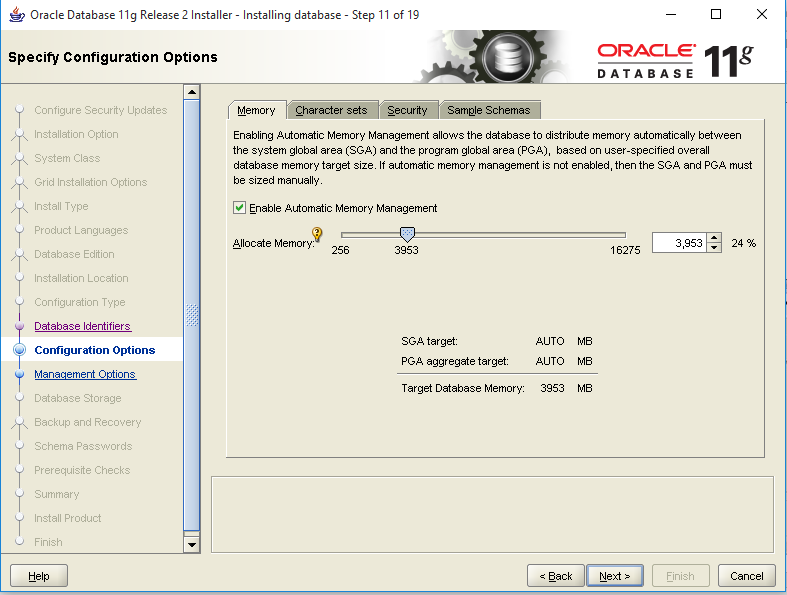 Oracle Database 11g Release 2 Installer - Installing database - Step 11 of 19
Specify Configuration Options
ORACLE
DATABASE
11g
Configure Security Updates
Installation Option
System Class
Grid Installation Options
Install Type
Product Languages
Database Edition
Installation Location
Configuration Type
Database Identifiers
Configuration Options
Management Options
Database Storage
Backup and Recovery
Schema Passwords
Prerequisite Checks
Summary
Install Product
Finish
Memory Character sets Security Sample Schemas
Enabling Automatic Memory Management allows the database to distribute memory automatically between
the system global area (SGA) and the program global area (PGA), based on user-specified overall
database memory target size. If automatic memory management is not enabled, then the SGA and PGA must
be sized manually.
Enable Automatic Memory Management
Allocate Memory: 3,953 24 %
256 3953 16275
SGA target: AUTO MB
PGA aggregate target: AUTO MB
Target Database Memory: 3953 MB
Help < Back Next > Finish Cancel